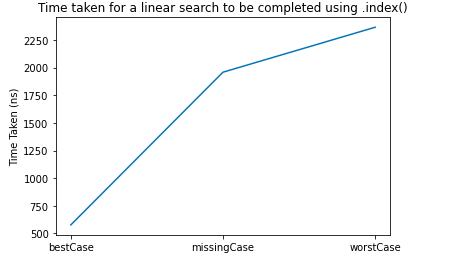 Time taken for a linear search to be completed using .index()
Time Taken (ns)
2250
2000
1750
1500
1250
1000
750
500
bestCase missingCase worstCase